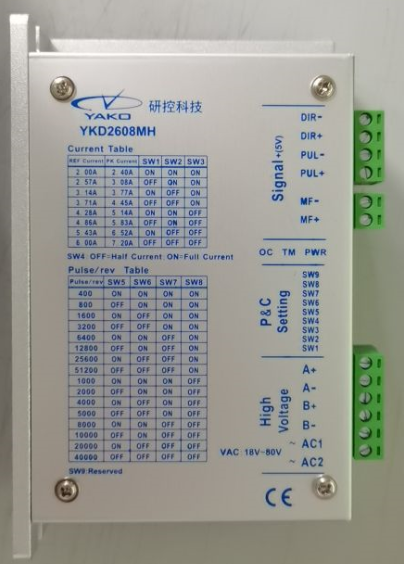 YAKO 研控科技
YKD2608MH
Current Table
REF Current PK Current SW1 SW2 SW3
2.00A 2.40A ON ON ON
2.57A 3.08A OFF ON ON
3.14A 3.77A ON OFF ON
3.71A 4.45A OFF OFF ON
4.28A 5.14A ON ON OFF
4.86A 5.83A OFF ON OFF
5.43A 6.52A ON OFF OFF
6.00A 7.20A OFF OFF OFF
SW4:OFF=Half Current;ON=Full Current
Pulse/rev Table
Pulse/rev SW5 SW6 SW7 SW8
400 ON ON ON ON
800 OFF ON ON ON
1600 ON OFF ON ON
3200 OFF OFF ON ON
6400 ON ON OFF ON
12800 OFF ON OFF ON
25600 ON OFF OFF ON
51200 OFF OFF OFF ON
1000 ON ON ON OFF
2000 OFF ON ON OFF
4000 ON OFF ON OFF
5000 OFF OFF ON OFF
8000 ON ON OFF OFF
10000 OFF ON OFF OFF
20000 ON OFF OFF OFF
40000 OFF OFF OFF OFF
SW9:Reserved
Signal+(5V)
DIR-
DIR+
PUL-
PUL+
MF-
MF+
OC TM PWR
P&C
Setting
SW9
SW8
SW7
SW6
SW5
SW4
SW3
SW2
SW1
High
Voltage
A+
A-
B+
B-
~ AC1
VAC:18V~80V
~ AC2
CE